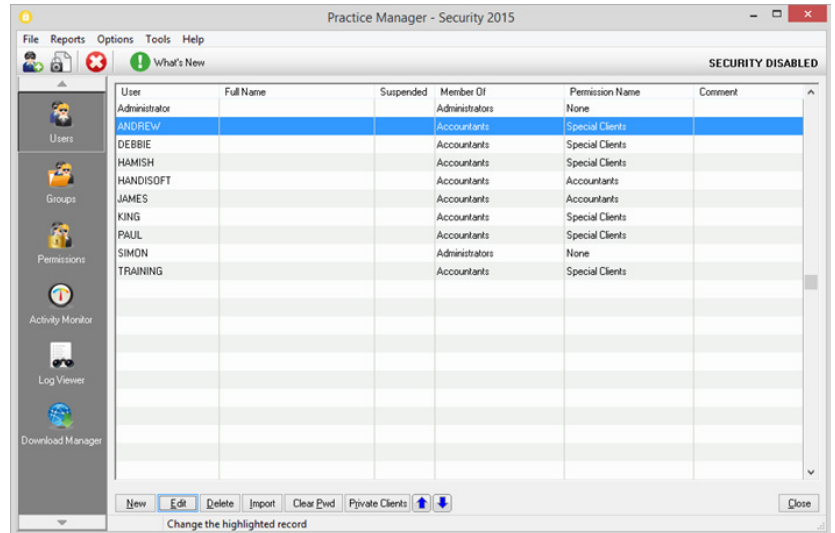 Practice Manager - Security 2015
File Reports Options Tools Help
What's New SECURITY DISABLED
Users
Groups
Permissions
Activity Monitor
Log Viewer
Download Manager
User Full Name Suspended Member Of Permission Name Comment
Administrator Administrators None
ANDREW Accountants Special Clients
DEBBIE Accountants Special Clients
HAMISH Accountants Special Clients
HANDISOFT Accountants Accountants
JAMES Accountants Accountants
KING Accountants Special Clients
PAUL Accountants Special Clients
SIMON Administrators None
TRAINING Accountants Special Clients
New Edit Delete Import Clear Pwd Private Clients Close
Change the highlighted record